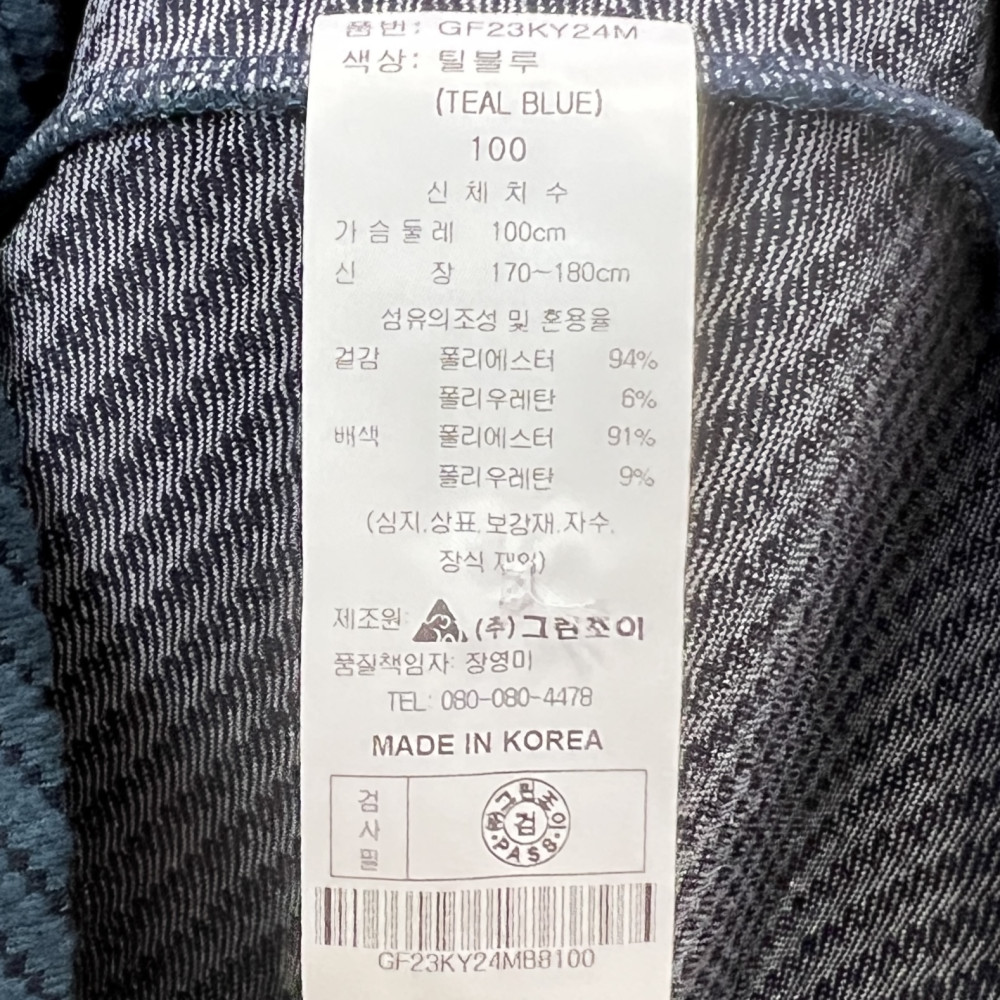 품번: GF23KY24M
색상: 틸블루
(TEAL BLUE)
100
신 체 치 수
가 슴 둘 레 100cm
신 장 170~180cm
섬유의조성 및 혼용율
겉감 폴리에스터 94%
폴리우레탄 6%
배색 폴리에스터 91%
폴리우레탄 9%
(심지,상표,보강재,자수,
장식 제외)
제조원: (주)그린조이
품질책임자: 장영미
TEL: 080-080-4478
MADE IN KOREA
검사필
그린조이
검
PASS
GF23KY24MBB100